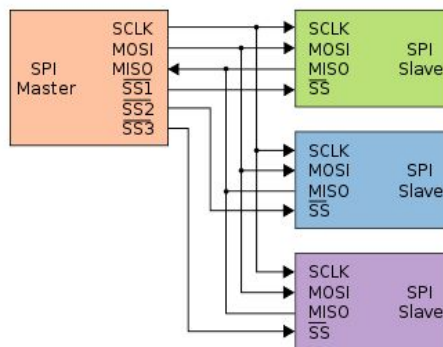 SCLK
MOSI
SPI MISO
Master SS1
SS2
SS3
SCLK
MOSI SPI
MISO Slave
SS
SCLK
MOSI SPI
MISO Slave
SS
SCLK
MOSI SPI
MISO Slave
SS